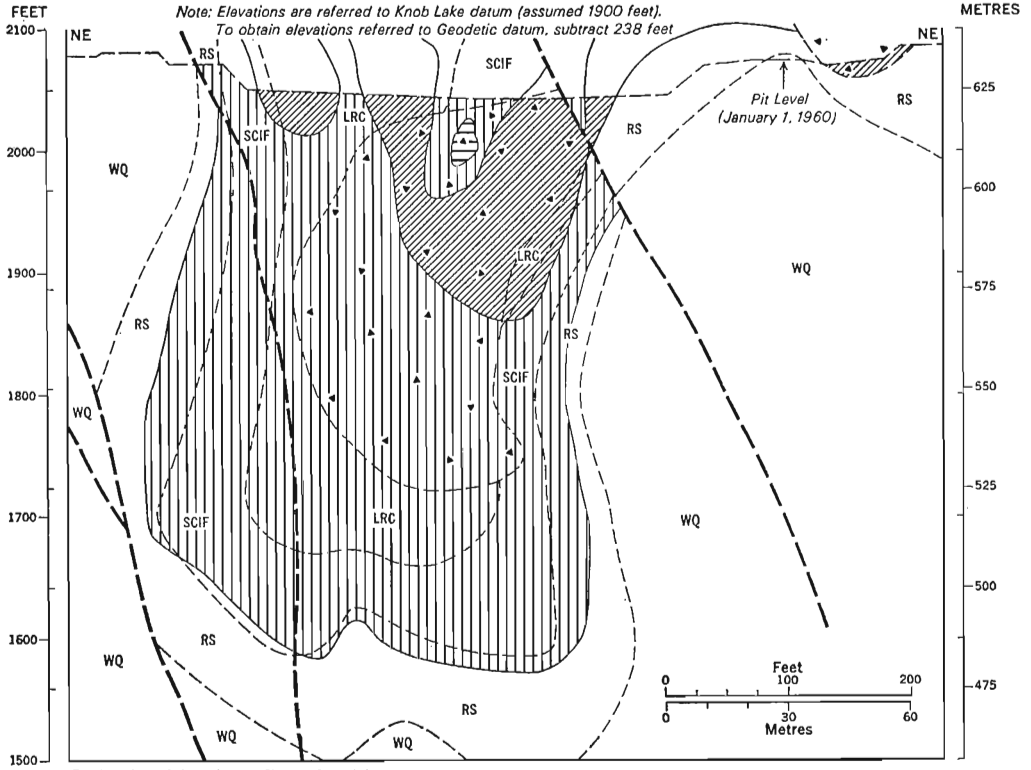 FEET
Note: Elevations are referred to Knob Lake datum (assumed 1900 feet).
To obtain elevations referred to Geodetic datum, subtract 238 feet
METRES
2100
NE
RS
SCIF
NE
625
Pit Level
(January 1, 1960)
RS
SCIF
LRC
RS
2000
WQ
600
LRC
WQ
1900
575
RS
RS
SCIF
1800
550
WQ
525
SCIF
LRC
WQ
1700
500
RS
1600
WQ
Feet
0 100 200
475
0 30 60
Metres
RS
WQ
WQ
1500